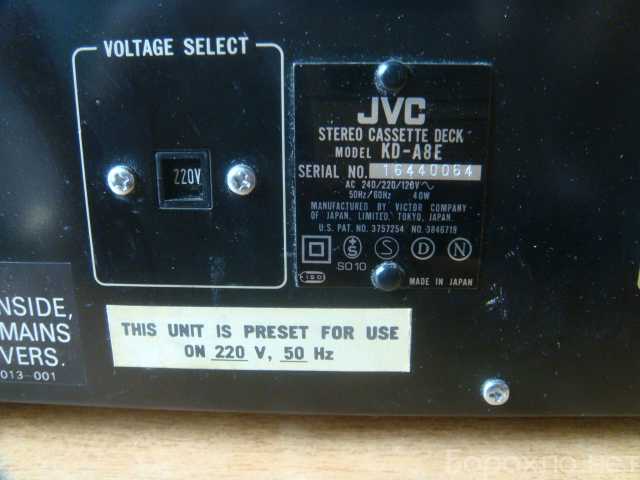 VOLTAGE SELECT
220V
JVC
STEREO CASSETTE DECK
MODEL KD-A8E
SERIAL NO. 16440064
AC 240/220/120V~
50Hz/60Hz 40W
MANUFACTURED BY VICTOR COMPANY
OF JAPAN, LIMITED, TOKYO, JAPAN.
U.S. PAT. NO. 3757254 NO. 3846719
S S D N
SO10
MADE IN JAPAN
NSIDE,
MAINS
VERS.
013-001
THIS UNIT IS PRESET FOR USE
ON 220 V, 50 Hz
Барахло.нет